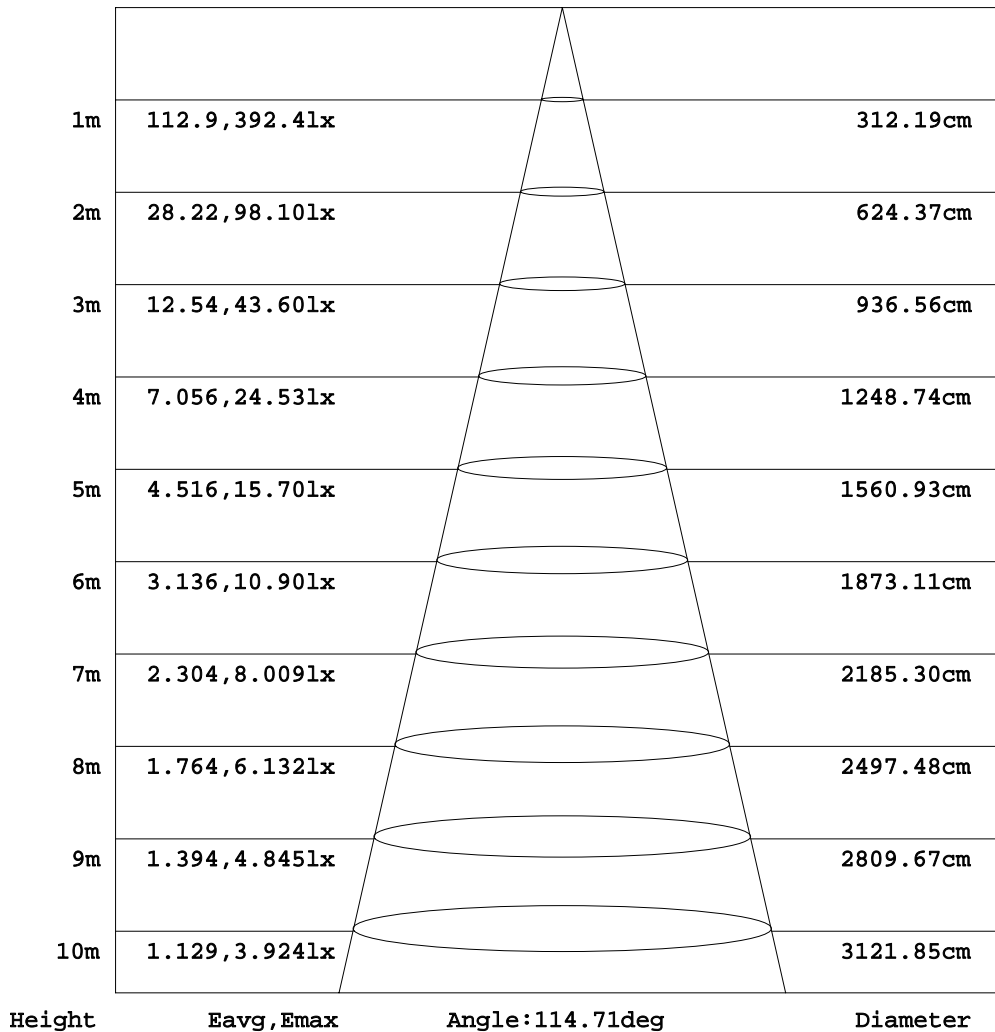 1m 112.9,392.4lx 312.19cm
2m 28.22,98.10lx 624.37cm
3m 12.54,43.60lx 936.56cm
4m 7.056,24.53lx 1248.74cm
5m 4.516,15.70lx 1560.93cm
6m 3.136,10.90lx 1873.11cm
7m 2.304,8.009lx 2185.30cm
8m 1.764,6.132lx 2497.48cm
9m 1.394,4.845lx 2809.67cm
10m 1.129,3.924lx 3121.85cm
Height Eavg,Emax Angle:114.71deg Diameter